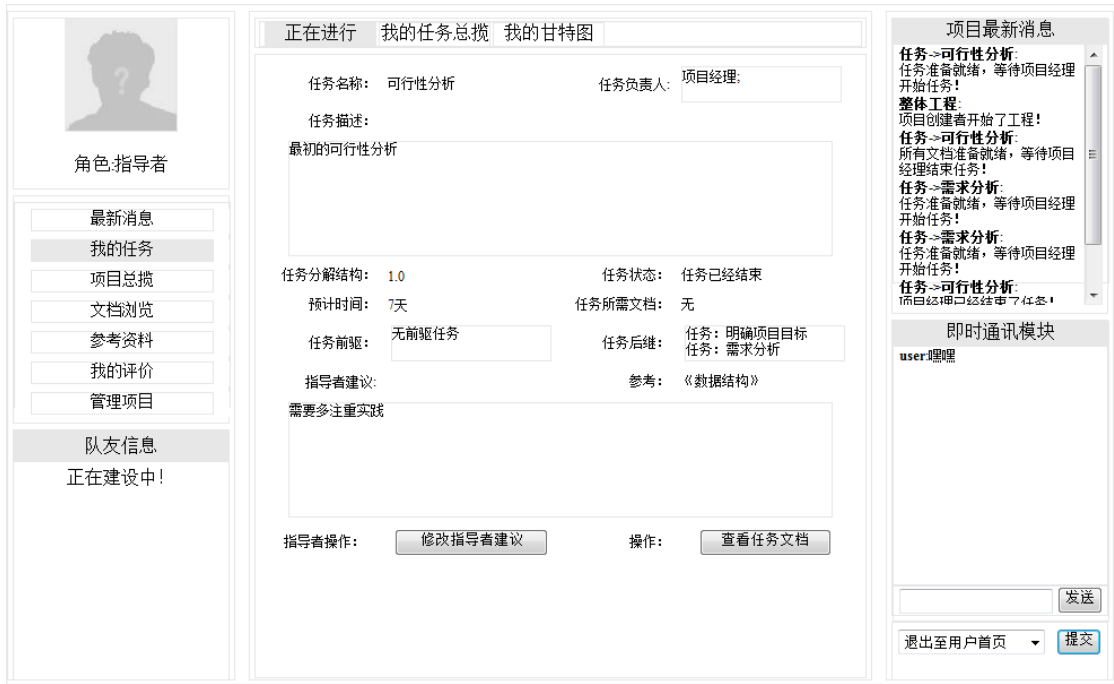 角色:指导者
最新消息
我的任务
项目总揽
文档浏览
参考资料
我的评价
管理项目
队友信息
正在建设中!
正在进行 我的任务总揽 我的甘特图
任务名称: 可行性分析 任务负责人: 项目经理;
任务描述:
最初的可行性分析
任务分解结构: 1.0 任务状态: 任务已经结束
预计时间: 7天 任务所需文档: 无
任务前驱: 无前驱任务 任务后继: 任务: 明确项目目标
任务: 需求分析
指导者建议: 参考: 《数据结构》
需要多注重实践
指导者操作: 修改指导者建议 操作: 查看任务文档
项目最新消息
任务->可行性分析:
任务准备就绪，等待项目经理
开始任务!
整体工程:
项目创建者开始了工程!
任务->可行性分析:
所有文档准备就绪，等待项目
经理结束任务!
任务->需求分析:
任务准备就绪，等待项目经理
开始任务!
任务->需求分析:
任务准备就绪，等待项目经理
开始任务!
任务->可行性分析:
项目经理已经结束了任务!
即时通讯模块
user:嘿嘿
发送
退出至用户首页 提交